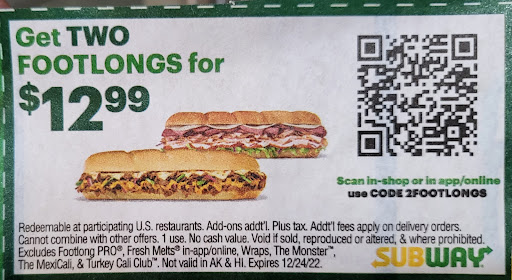 Get TWO
FOOTLONGS for
$12.99
Scan in-shop or in app/online
use CODE 2FOOTLONGS
Redeemable at participating U.S. restaurants. Add-ons addt'l. Plus tax. Addt'l fees apply on delivery orders.
Cannot combine with other offers. 1 use. No cash value. Void if sold, reproduced or altered, & where prohibited.
Excludes Footlong PRO®, Fresh Melts® in-app/online, Wraps, The Monster™,
The MexiCali, & Turkey Cali Club™. Not valid in AK & HI. Expires 12/24/22.
SUBWAY